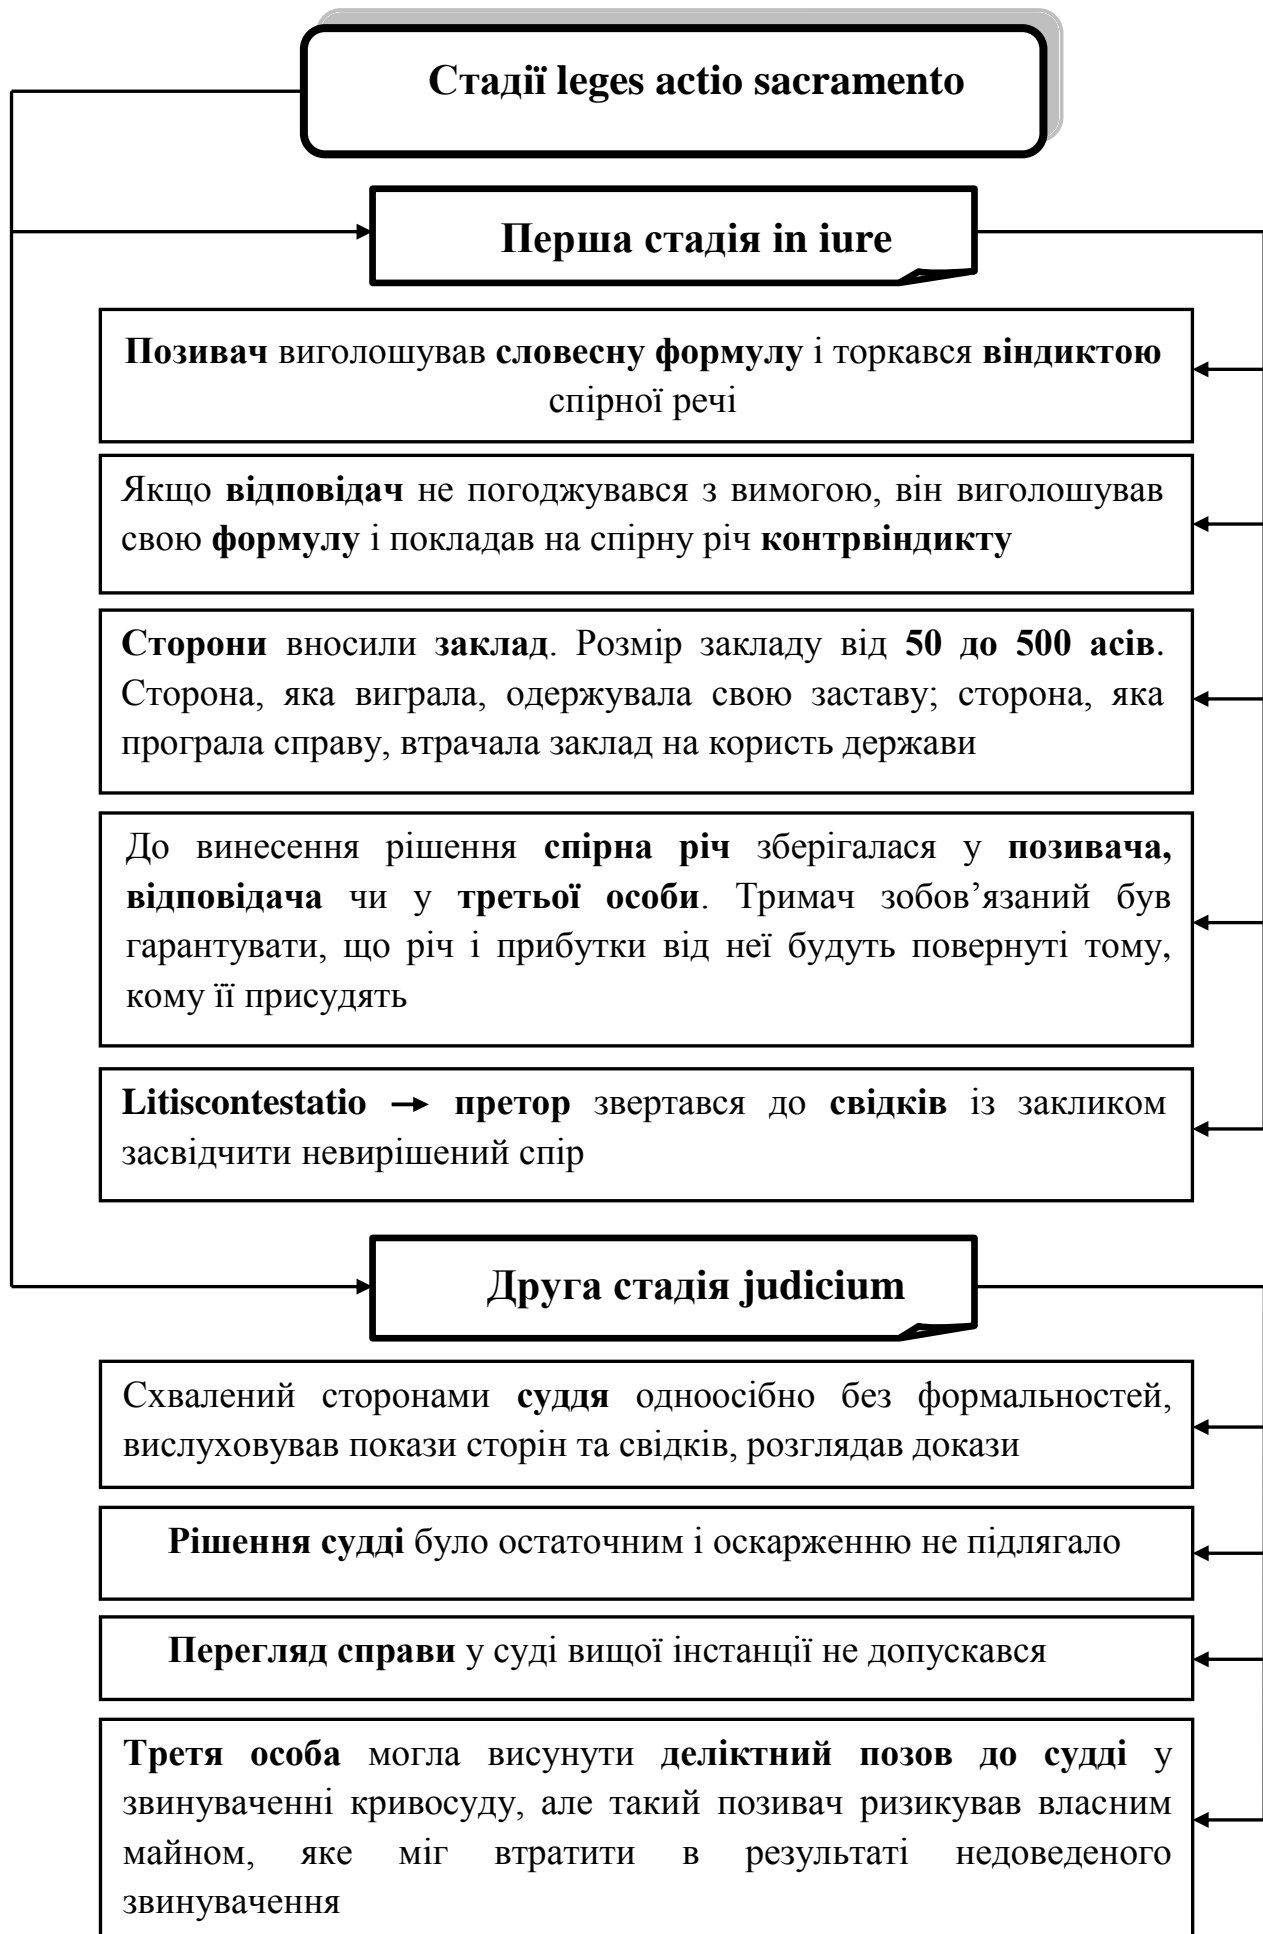 Стадії leges actio sacramento
Перша стадія in iure
Позивач виголошував словесну формулу і торкався віндиктою
спірної речі
Якщо відповідач не погоджувався з вимогою, він виголошував
свою формулу і покладав на спірну річ контрвіндикту
Сторони вносили заклад. Розмір закладу від 50 до 500 асів.
Сторона, яка виграла, одержувала свою заставу; сторона, яка
програла справу, втрачала заклад на користь держави
До винесення рішення спірна річ зберігалася у позивача,
відповідача чи у третьої особи. Тримач зобов’язаний був
гарантувати, що річ і прибутки від неї будуть повернуті тому,
кому її присудять
Litiscontestatio → претор звертався до свідків із закликом
засвідчити невирішений спір
Друга стадія judicium
Схвалений сторонами суддя одноосібно без формальностей,
вислуховував покази сторін та свідків, розглядав докази
Рішення судді було остаточним і оскарженню не підлягало
Перегляд справи у суді вищої інстанції не допускався
Третя особа могла висунути деліктний позов до судді у
звинуваченні кривосуду, але такий позивач ризикував власним
майном, яке міг втратити в результаті недоведеного
звинувачення